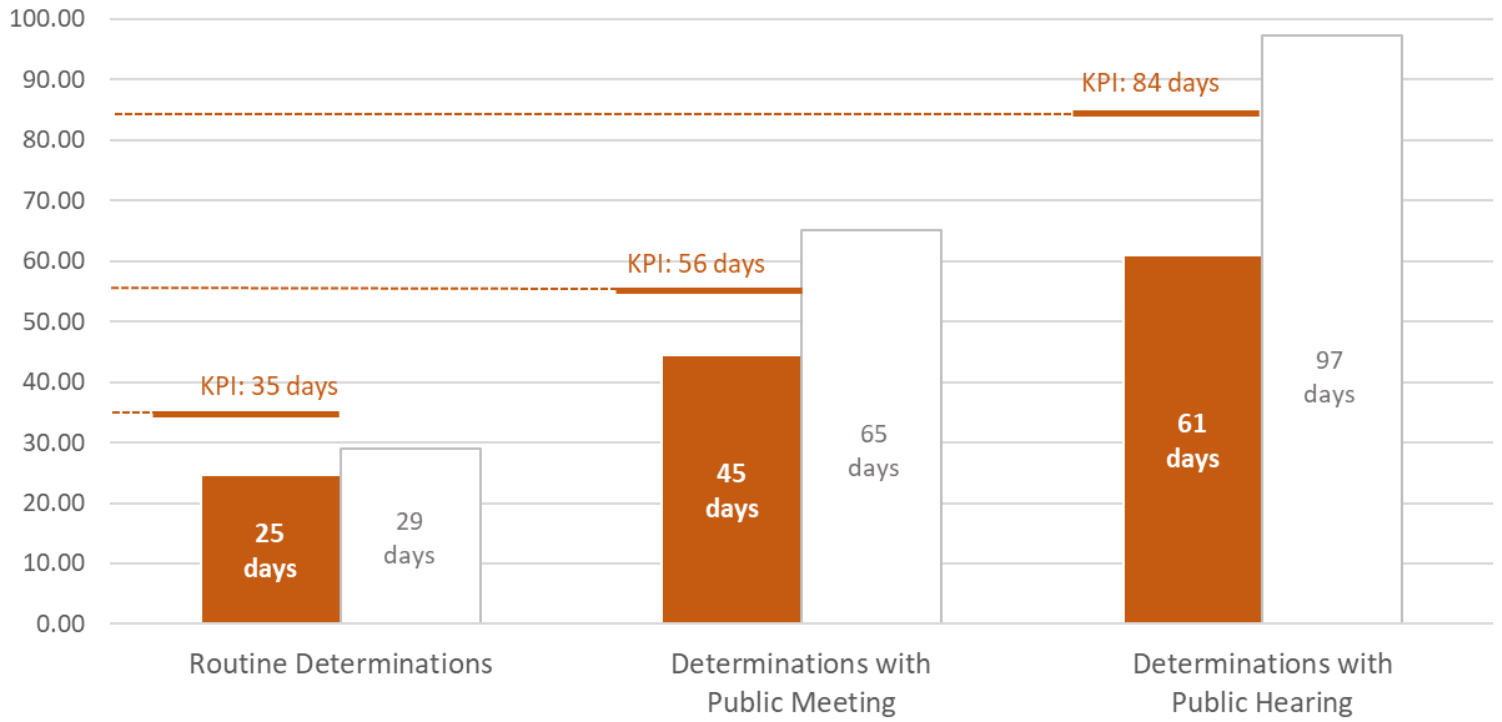 100.00
90.00
80.00
70.00
60.00
50.00
40.00
30.00
20.00
10.00
0.00
KPI: 35 days
KPI: 56 days
KPI: 84 days
25
days
29
days
45
days
65
days
61
days
97
days
Routine Determinations
Determinations with
Public Meeting
Determinations with
Public Hearing